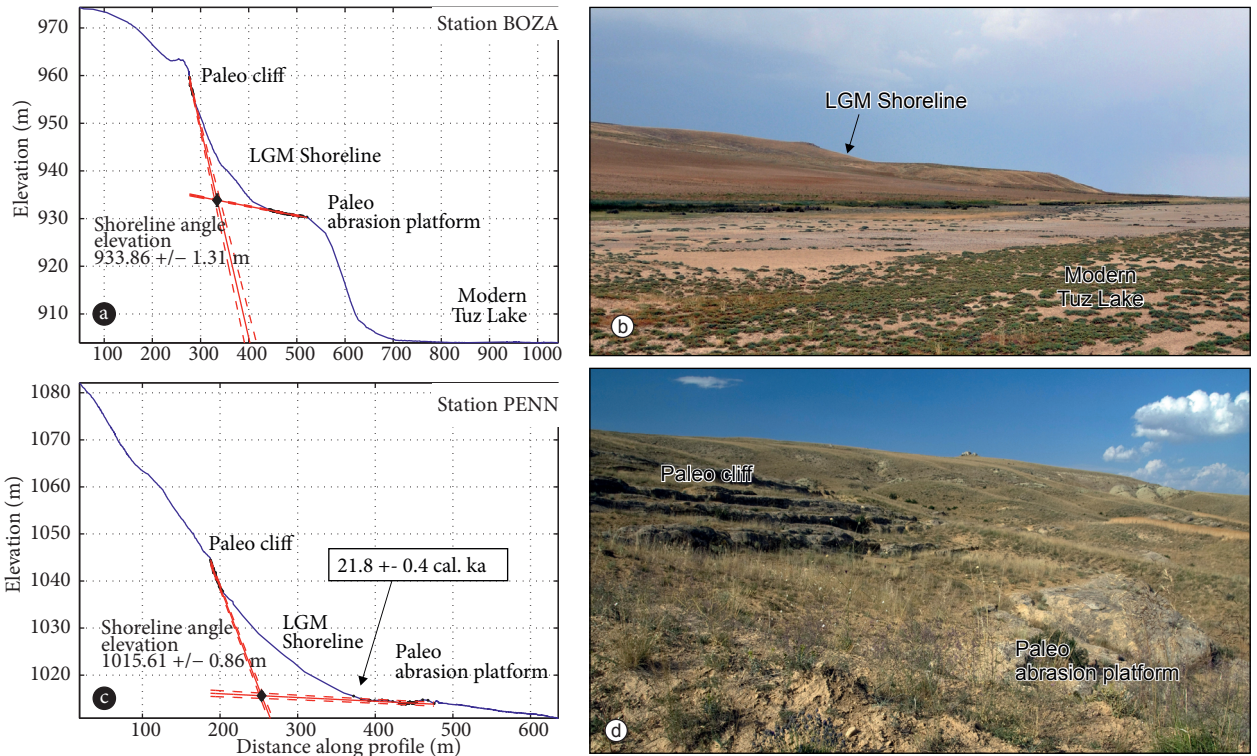 970
960
950
940
930
920
910
Elevation (m)
Station BOZA
Paleo cliff
LGM Shoreline
Paleo
abrasion platform
Shoreline angle
elevation
933.86 +/− 1.31 m
Modern
Tuz Lake
a
100 200 300 400 500 600 700 800 900 1000
LGM Shoreline
Modern
Tuz Lake
b
1080
1070
1060
1050
1040
1030
1020
Elevation (m)
Station PENN
Paleo cliff
21.8 +- 0.4 cal. ka
LGM
Shoreline
Paleo
abrasion platform
Shoreline angle
elevation
1015.61 +/− 0.86 m
c
100 200 300 400 500 600
Distance along profile (m)
Paleo cliff
Paleo
abrasion platform
d